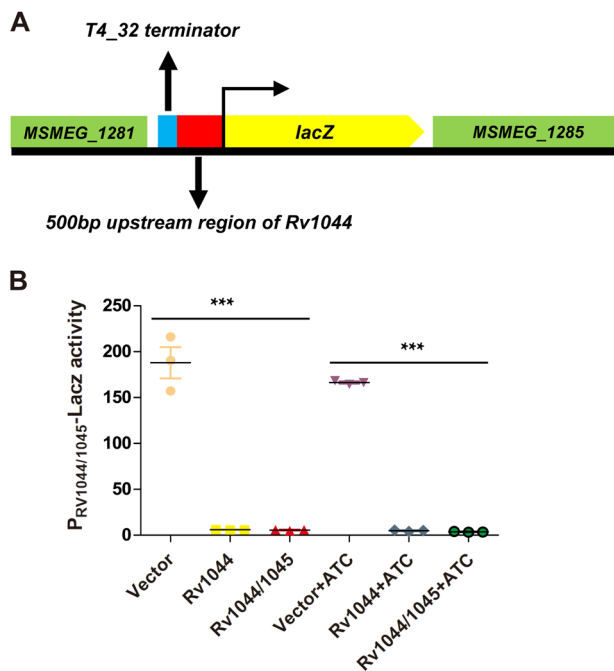 A
T4_32 terminator
MSMEG_1281
lacZ
MSMEG_1285
500bp upstream region of Rv1044
B
***
***
P RV1044/1045-Lacz activity
250
200
150
100
50
0
Vector
Rv1044
Rv1044/1045
Vector+ATC
Rv1044+ATC
Rv1044/1045+ATC